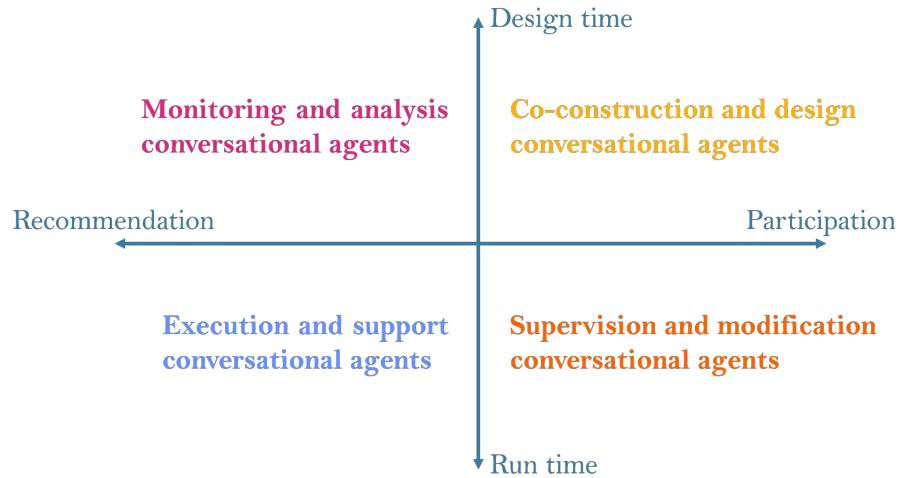 Design time
Monitoring and analysis
conversational agents
Co-construction and design
conversational agents
Recommendation
Participation
Execution and support
conversational agents
Supervision and modification
conversational agents
Run time